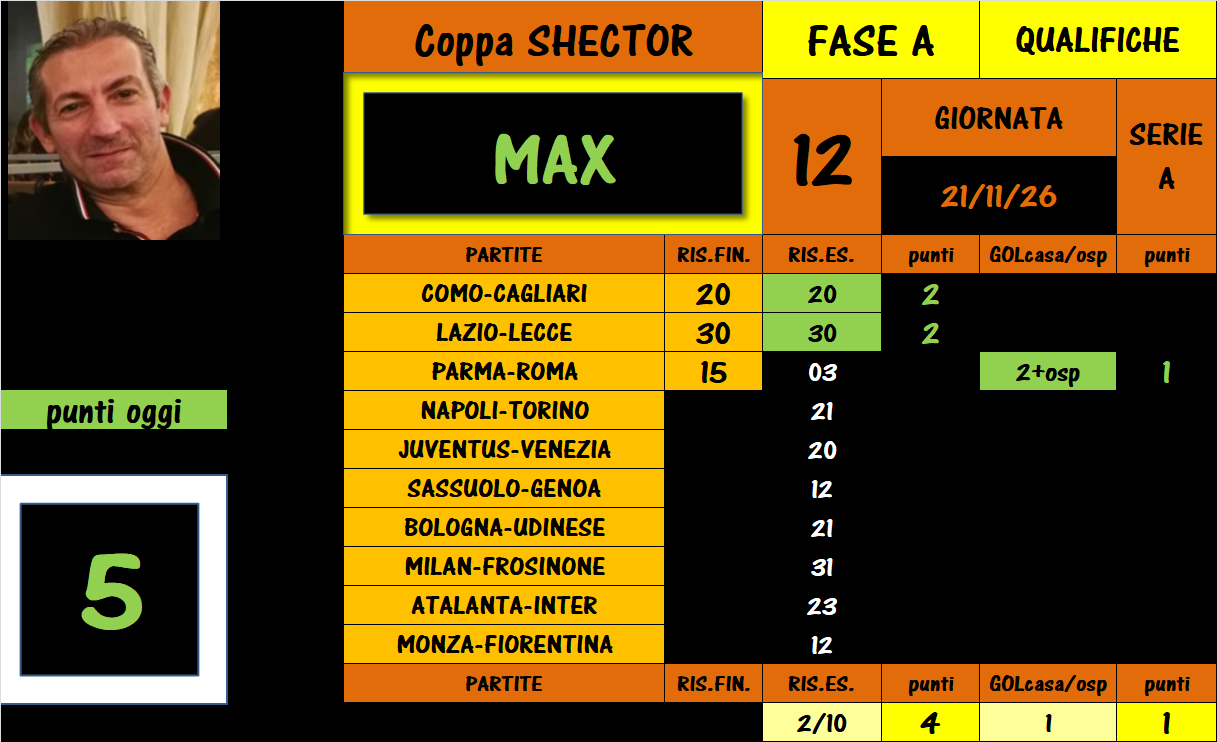 Coppa SHECTOR
FASE A
QUALIFICHE
MAX
12
GIORNATA
21/11/26
SERIE
A
PARTITE RIS.FIN. RIS.ES. punti GOLcasa/osp punti
COMO-CAGLIARI 20 20 2
LAZIO-LECCE 30 30 2
PARMA-ROMA 15 03 2+osp 1
NAPOLI-TORINO 21
JUVENTUS-VENEZIA 20
SASSUOLO-GENOA 12
BOLOGNA-UDINESE 21
MILAN-FROSINONE 31
ATALANTA-INTER 23
MONZA-FIORENTINA 12
PARTITE RIS.FIN. RIS.ES. punti GOLcasa/osp punti
2/10 4 1 1
punti oggi
5